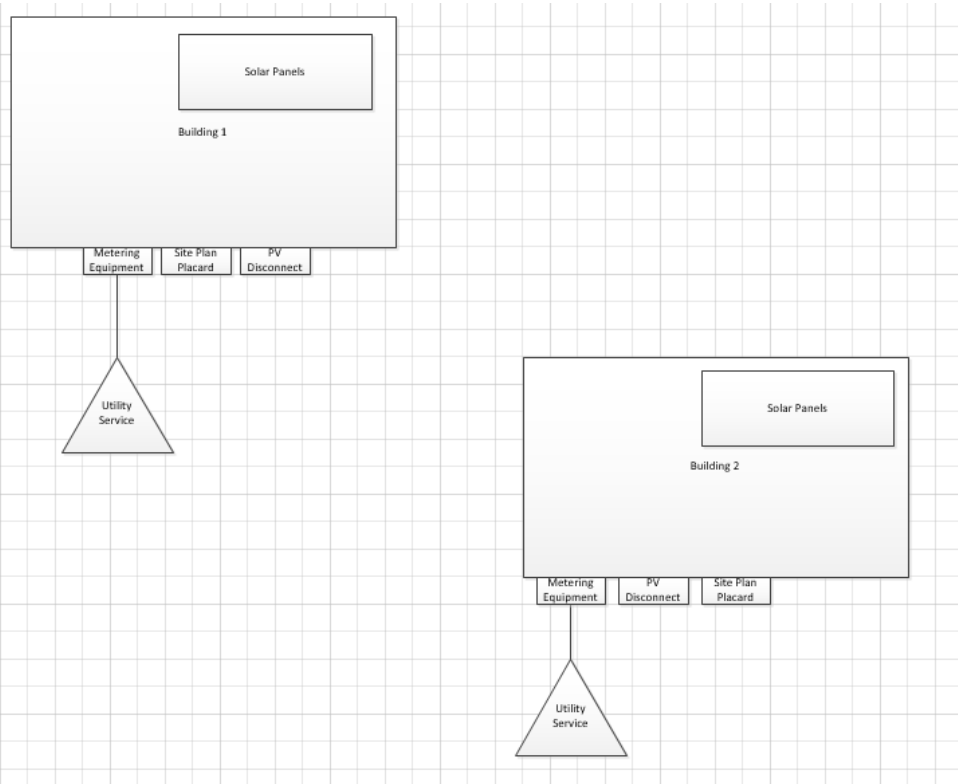 Solar Panels
Building 1
Metering
Equipment
Site Plan
Placard
PV
Disconnect
Utility
Service
Solar Panels
Building 2
Metering
Equipment
PV
Disconnect
Site Plan
Placard
Utility
Service